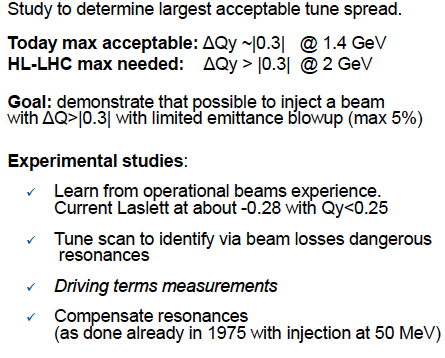 Study to determine largest acceptable tune spread.
Today max acceptable: ΔQy ~|0.3| @ 1.4 GeV
HL-LHC max needed: ΔQy > |0.3| @ 2 GeV
Goal: demonstrate that possible to inject a beam
with ΔQ>|0.3| with limited emittance blowup (max 5%)
Experimental studies:
✓ Learn from operational beams experience.
Current Laslett at about -0.28 with Qy<0.25
✓ Tune scan to identify via beam losses dangerous
resonances
✓ Driving terms measurements
✓ Compensate resonances
(as done already in 1975 with injection at 50 MeV)